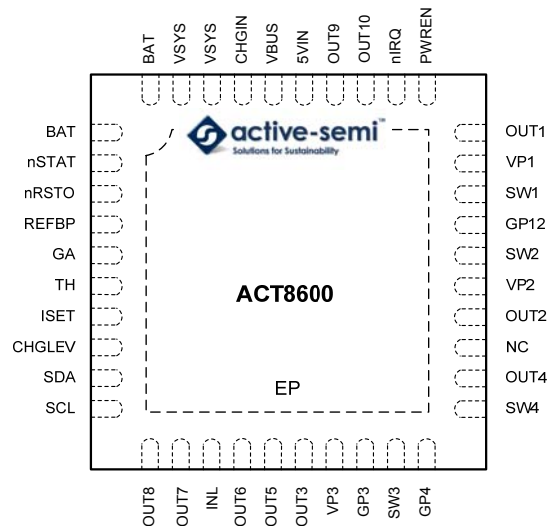 BAT
VSYS
VSYS
CHGIN
VBUS
5VIN
OUT9
OUT10
nIRQ
PWREN
BAT
nSTAT
nRSTO
REFBP
GA
TH
ISET
CHGLEV
SDA
SCL
active-semi™
Solutions for Sustainability
ACT8600
EP
OUT1
VP1
SW1
GP12
SW2
VP2
OUT2
NC
OUT4
SW4
OUT8
OUT7
INL
OUT6
OUT5
OUT3
VP3
GP3
SW3
GP4